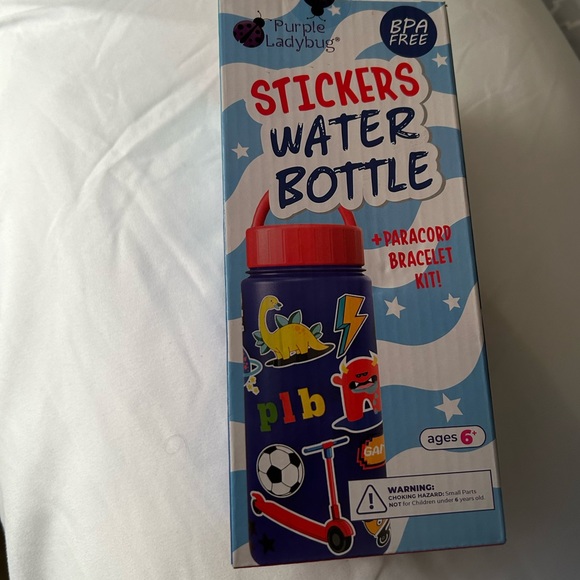 Purple
Ladybug®
BPA
FREE
STICKERS
WATER
BOTTLE
+PARACORD
BRACELET
KIT!
plb
GAM
ages 6+
WARNING:
CHOKING HAZARD: Small Parts
NOT for Children under 6 years old.